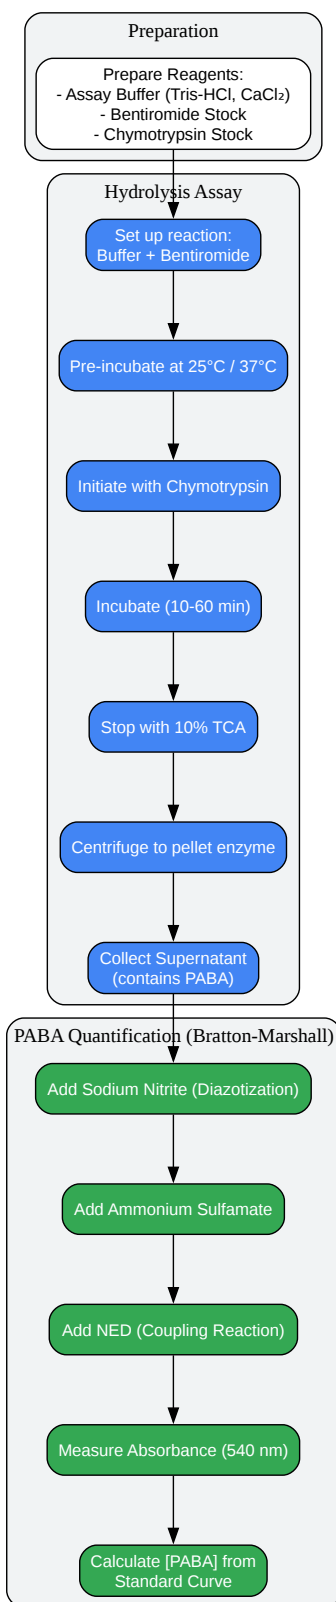 Preparation
Prepare Reagents:
- Assay Buffer (Tris-HCl, CaCl₂)
- Bentiromide Stock
- Chymotrypsin Stock
Hydrolysis Assay
Set up reaction:
Buffer + Bentiromide
Pre-incubate at 25°C / 37°C
Initiate with Chymotrypsin
Incubate (10-60 min)
Stop with 10% TCA
Centrifuge to pellet enzyme
Collect Supernatant
(contains PABA)
PABA Quantification (Bratton-Marshall)
Add Sodium Nitrite (Diazotization)
Add Ammonium Sulfamate
Add NED (Coupling Reaction)
Measure Absorbance (540 nm)
Calculate [PABA] from
Standard Curve